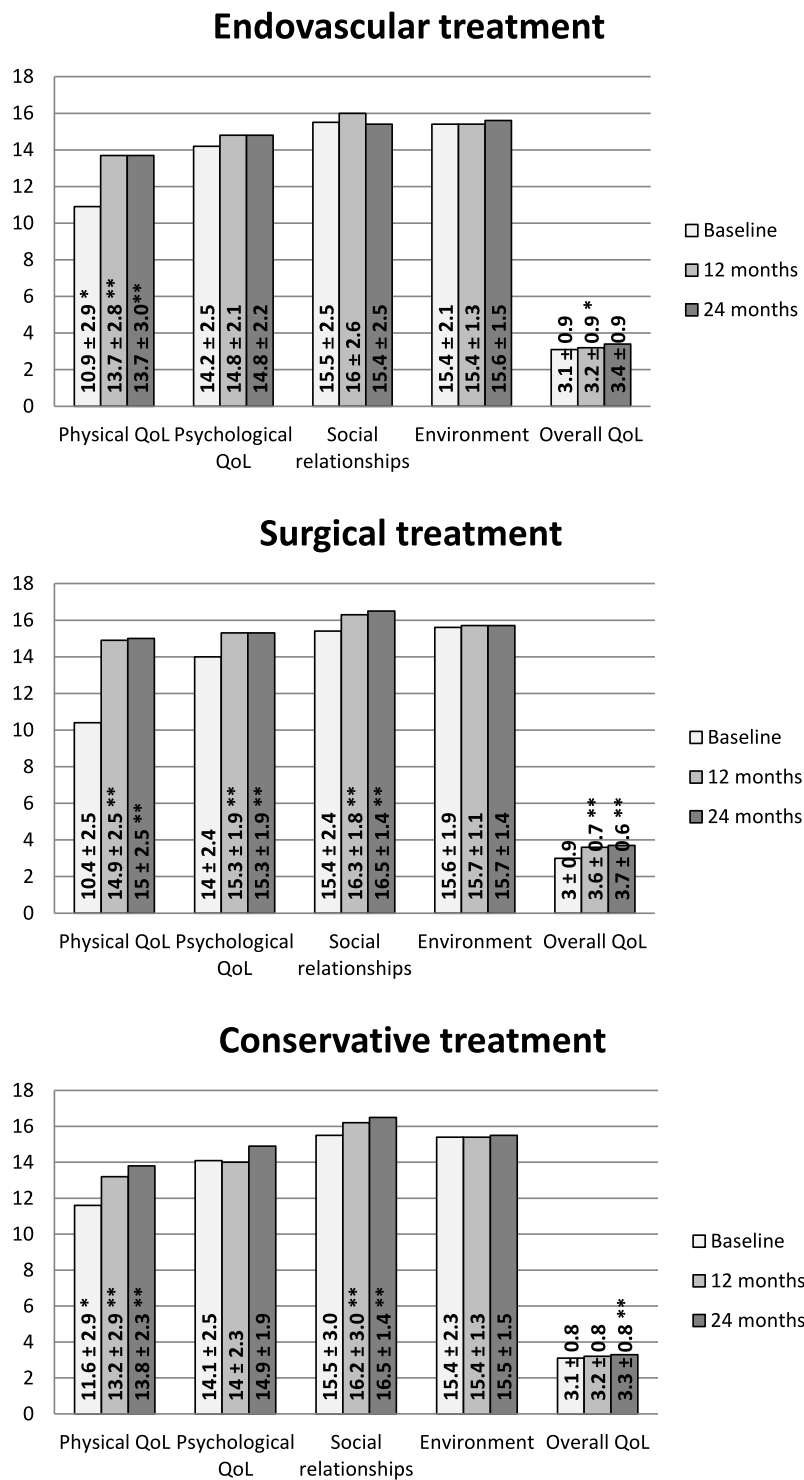 Endovascular treatment
18
16
14
12
10
8
6
4
2
0
10.9 ± 2.9 *
13.7 ± 2.8 **
13.7 ± 3.0**
14.2 ± 2.5
14.8 ± 2.1
14.8 ± 2.2
15.5 ± 2.5
16 ± 2.6
15.4 ± 2.5
15.4 ± 2.1
15.4 ± 1.3
15.6 ± 1.5
3.1 ± 0.9
3.2 ± 0.9 *
3.4 ± 0.9
Physical QoL
Psychological
QoL
Social
relationships
Environment
Overall QoL
Baseline
12 months
24 months
Surgical treatment
18
16
14
12
10
8
6
4
2
0
10.4 ± 2.5
14.9 ± 2.5 **
15 ± 2.5 **
14 ± 2.4
15.3 ± 1.9 **
15.3 ± 1.9 **
15.4 ± 2.4
16.3 ± 1.8 **
16.5 ± 1.4 **
15.6 ± 1.9
15.7 ± 1.1
15.7 ± 1.4
3 ± 0.9
3.6 ± 0.7 **
3.7 ± 0.6 **
Physical QoL
Psychological
QoL
Social
relationships
Environment
Overall QoL
Baseline
12 months
24 months
Conservative treatment
18
16
14
12
10
8
6
4
2
0
11.6 ± 2.9 *
13.2 ± 2.9 **
13.8 ± 2.3 **
14.1 ± 2.5
14 ± 2.3
14.9 ± 1.9
15.5 ± 3.0
16.2 ± 3.0 **
16.5 ± 1.4 **
15.4 ± 2.3
15.4 ± 1.3
15.5 ± 1.5
3.1 ± 0.8
3.2 ± 0.8
3.3 ± 0.8 **
Physical QoL
Psychological
QoL
Social
relationships
Environment
Overall QoL
Baseline
12 months
24 months